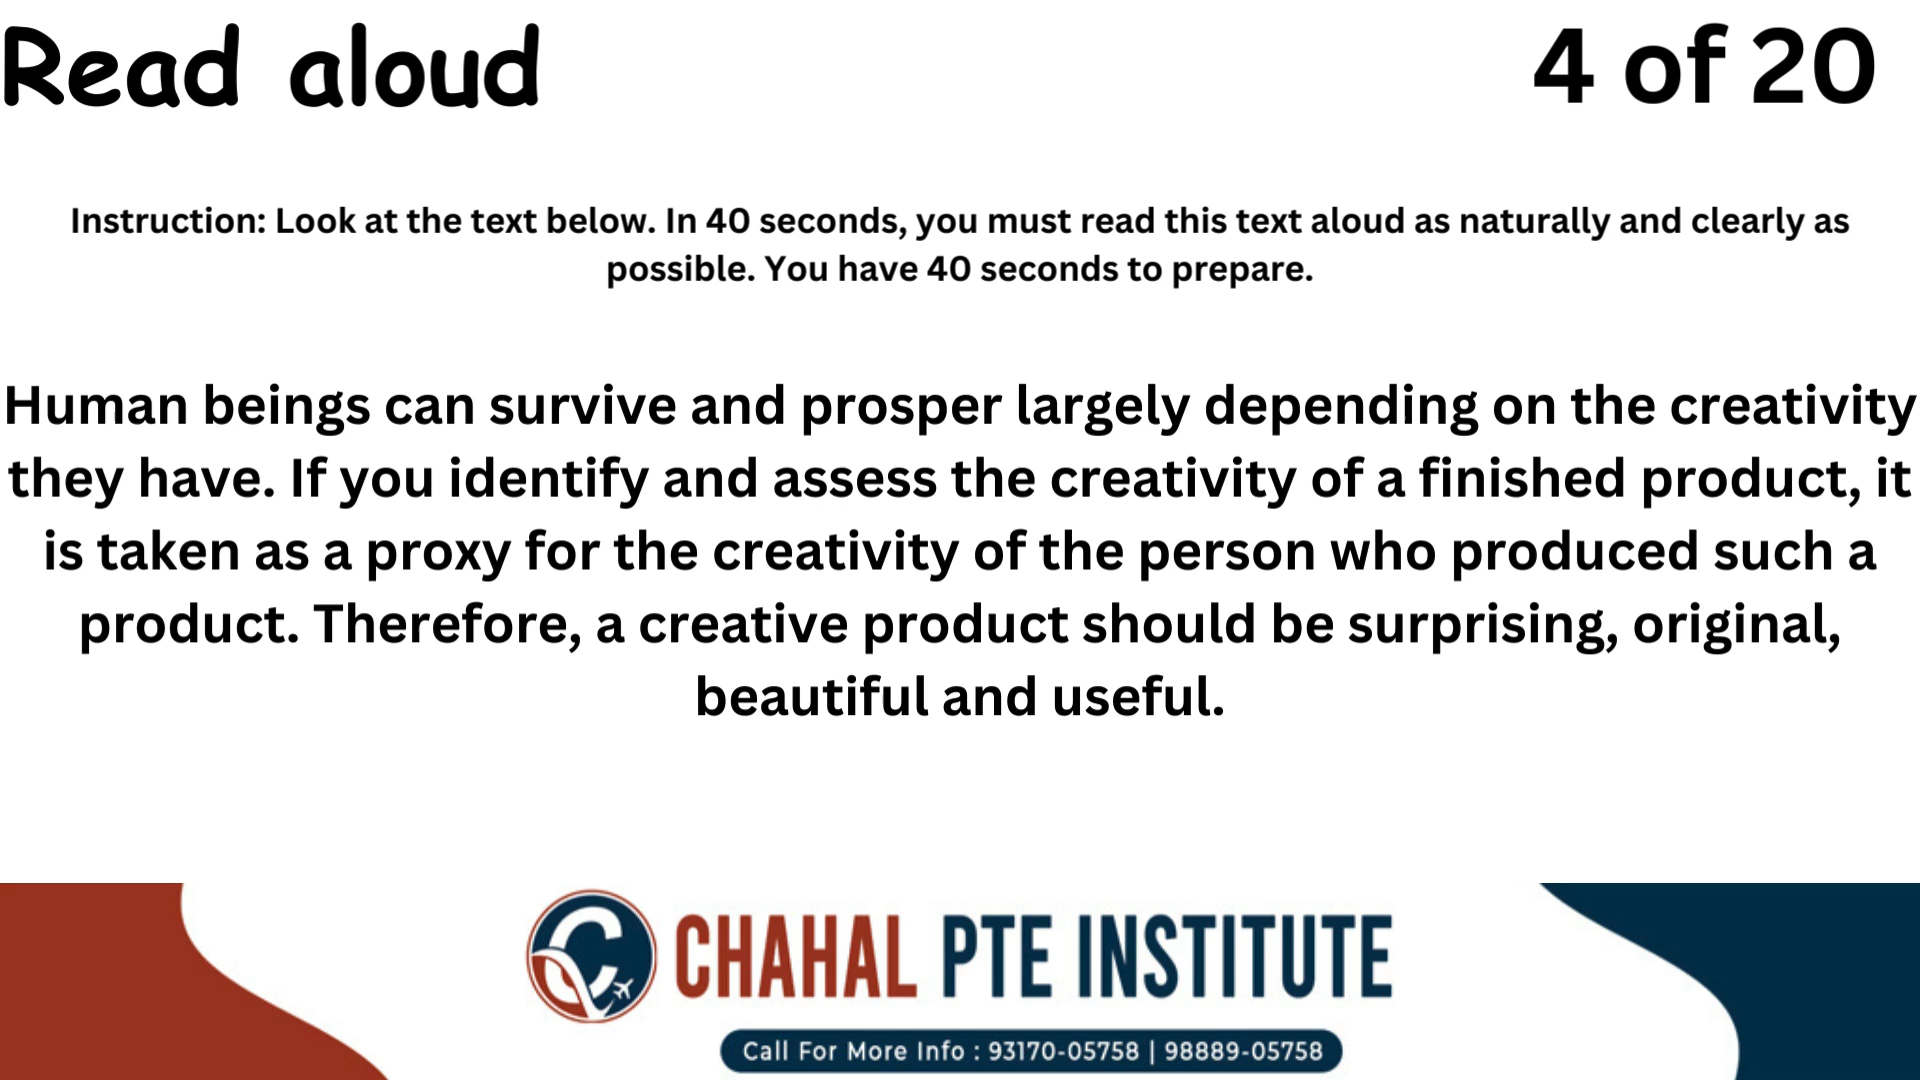 Read aloud
4 of 20
Instruction: Look at the text below. In 40 seconds, you must read this text aloud as naturally and clearly as
possible. You have 40 seconds to prepare.
Human beings can survive and prosper largely depending on the creativity
they have. If you identify and assess the creativity of a finished product, it
is taken as a proxy for the creativity of the person who produced such a
product. Therefore, a creative product should be surprising, original,
beautiful and useful.
CHAHAL PTE INSTITUTE
Call For More Info : 93170-05758 | 98889-05758